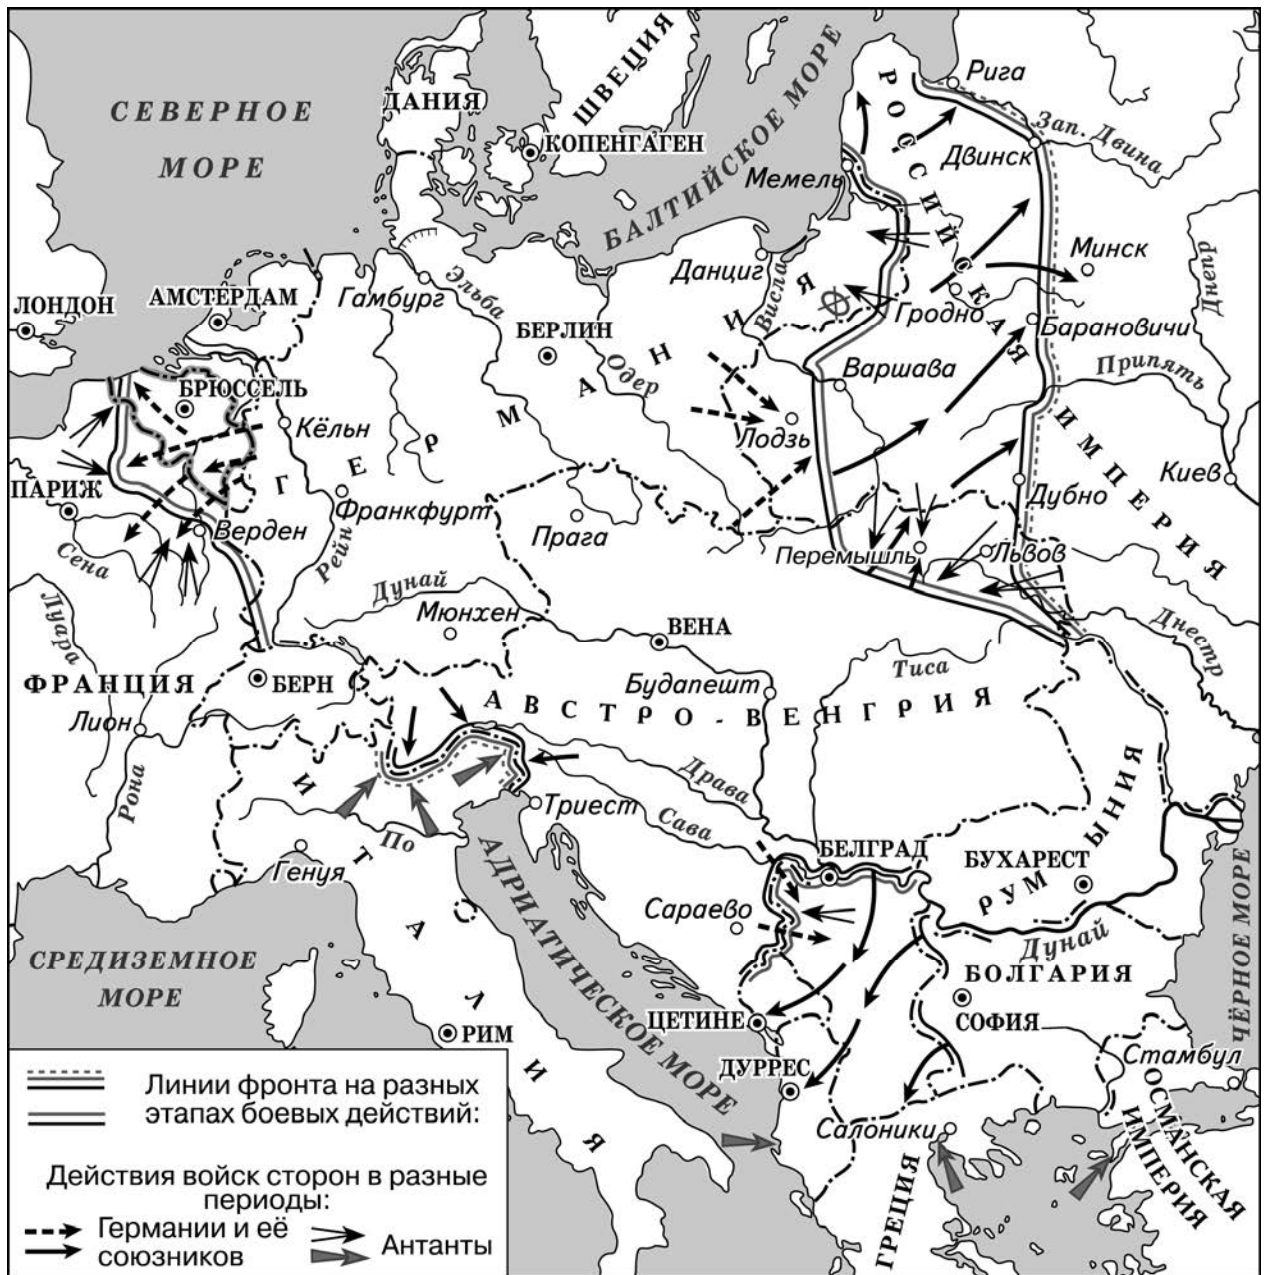 СЕВЕРНОЕ
МОРЕ
ДАНИЯ
ШВЕЦИЯ
КОПЕНГАГЕН
БАЛТИЙСКОЕ МОРЕ
РОССИЙСКАЯ
ИМПЕРИЯ
Рига
Зап. Двина
Двинск
Мемель
Минск
Днепр
Данциг
Висла
Гродно
Барановичи
Припять
Варшава
Лодзь
Киев
Дубно
Львов
Перемышль
Днестр
ЛОНДОН
АМСТЕРДАМ
Гамбург
Эльба
БЕРЛИН
Одер
ГЕРМАНИЯ
БРЮССЕЛЬ
Кёльн
ПАРИЖ
Верден
Франкфурт
Прага
Сена
Рейн
Дунай
Мюнхен
ВЕНА
Луара
ФРАНЦИЯ
БЕРН
Лион
Рона
Будапешт
Тиса
АВСТРО-ВЕНГРИЯ
Драва
Сава
Триест
По
Генуя
ИТАЛИЯ
БЕЛГРАД
БУХАРЕСТ
РУМЫНИЯ
Сараево
Дунай
БОЛГАРИЯ
СОФИЯ
ЧЁРНОЕ МОРЕ
СРЕДИЗЕМНОЕ
МОРЕ
АДРИАТИЧЕСКОЕ МОРЕ
РИМ
ЦЕТИНЕ
ДУРРЕС
Салоники
ГРЕЦИЯ
Стамбул
ОСМАНСКАЯ
ИМПЕРИЯ
Линии фронта на разных
этапах боевых действий:
Действия войск сторон в разные
периоды:
Германии и её
союзников
Антанты